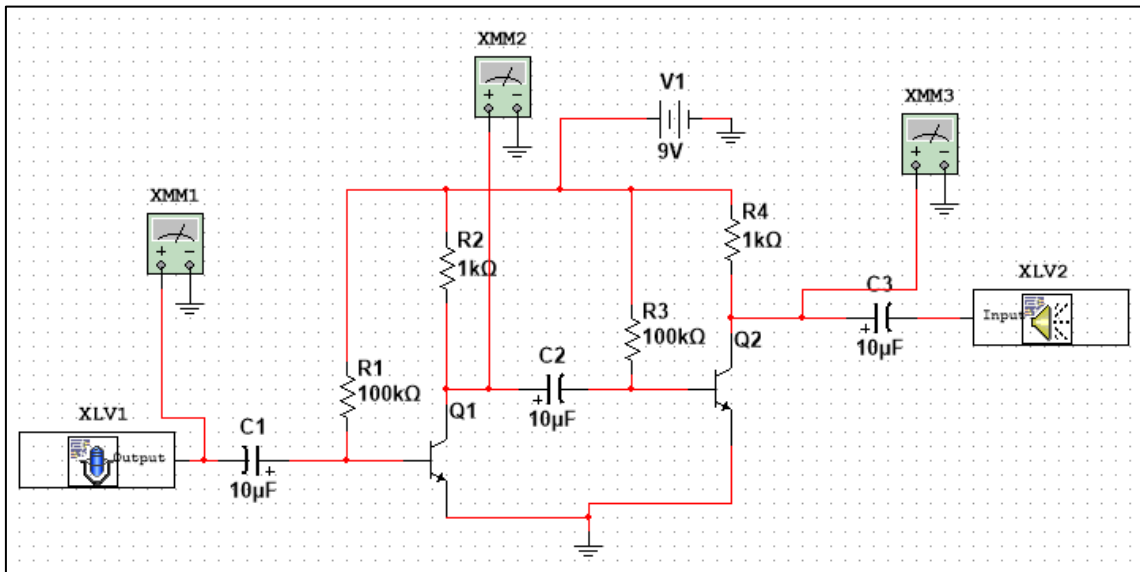 XMM2
+ −
V1
9V
XMM3
+ −
XMM1
+ −
R2
1kΩ
R4
1kΩ
R3
100kΩ
C3
+
10µF
XLV2
Input
R1
100kΩ
C2
+
10µF
Q2
Q1
XLV1
Output
C1
+
10µF